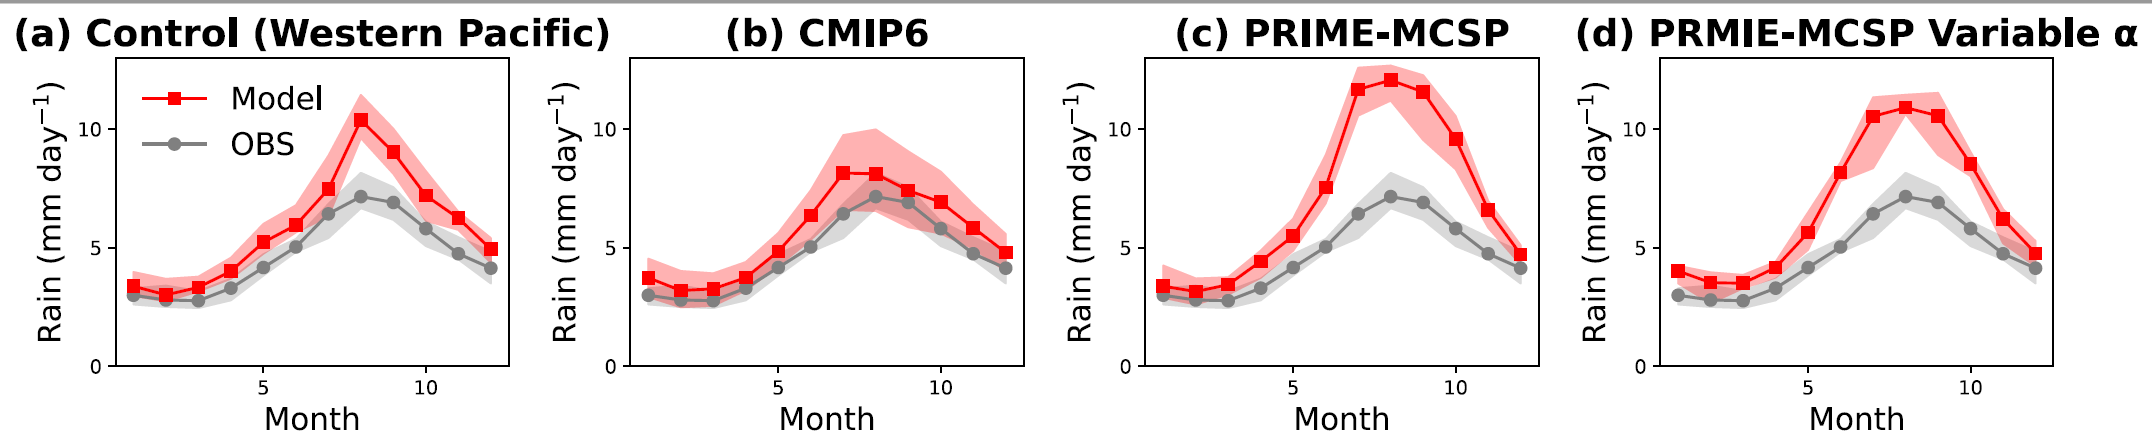 (a) Control (Western Pacific)
Rain (mm day⁻¹)
10
5
0
Model
OBS
5
10
Month
(b) CMIP6
Rain (mm day⁻¹)
10
5
0
5
10
Month
(c) PRIME-MCSP
Rain (mm day⁻¹)
10
5
0
5
10
Month
(d) PRMIE-MCSP Variable α
Rain (mm day⁻¹)
10
5
0
5
10
Month